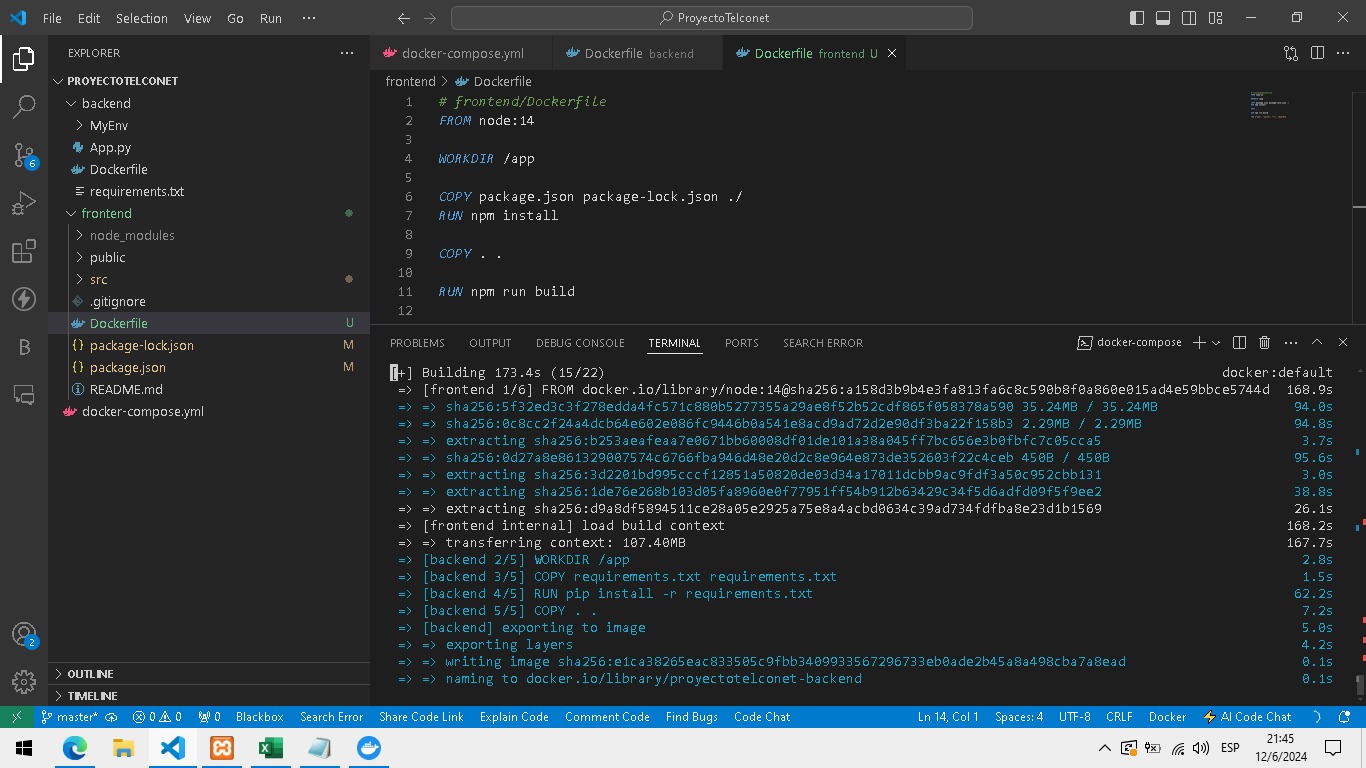 File Edit Selection View Go Run ···
ProyectoTelconet
EXPLORER
PROYECTOTELCONET
backend
MyEnv
App.py
Dockerfile
requirements.txt
frontend
node_modules
public
src
.gitignore
Dockerfile U
package-lock.json M
package.json M
README.md
docker-compose.yml
OUTLINE
TIMELINE
6
B
2
docker-compose.yml
Dockerfile backend
Dockerfile frontend U
frontend > Dockerfile
1 # frontend/Dockerfile
2 FROM node:14
3
4 WORKDIR /app
5
6 COPY package.json package-lock.json ./
7 RUN npm install
8
9 COPY . .
10
11 RUN npm run build
12
PROBLEMS OUTPUT DEBUG CONSOLE TERMINAL PORTS SEARCH ERROR
docker-compose
[+] Building 173.4s (15/22) docker:default
=> [frontend 1/6] FROM docker.io/library/node:14@sha256:a158d3b9b4e3fa813fa6c8c590b8f0a860e015ad4e59bbce5744d 168.9s
=> => sha256:5f32ed3c3f278edda4fc571c880b5277355a29ae8f52b52cdf865f058378a590 35.24MB / 35.24MB 94.0s
=> => sha256:0c8cc2f24a4dcb64e602e086fc9446b0a541e8acd9ad72d2e90df3ba22f158b3 2.29MB / 2.29MB 94.8s
=> => extracting sha256:b253aeafeaa7e0671bb60008df01de101a38a045ff7bc656e3b0fbfc7c05cca5 3.7s
=> => sha256:0d27a8e861329007574c6766fba946d48e20d2c8e964e873de352603f22c4ceb 450B / 450B 95.6s
=> => extracting sha256:3d2201bd995cccf12851a50820de03d34a17011dcbb9ac9fdf3a50c952cbb131 3.0s
=> => extracting sha256:1de76e268b103d05fa8960e0f77951ff54b912b63429c34f5d6adfd09f5f9ee2 38.8s
=> => extracting sha256:d9a8df5894511ce28a05e2925a75e8a4acbd0634c39ad734fdfba8e23d1b1569 26.1s
=> [frontend internal] load build context 168.2s
=> => transferring context: 107.40MB 167.7s
=> [backend 2/5] WORKDIR /app 2.8s
=> [backend 3/5] COPY requirements.txt requirements.txt 1.5s
=> [backend 4/5] RUN pip install -r requirements.txt 62.2s
=> [backend 5/5] COPY . . 7.2s
=> [backend] exporting to image 5.0s
=> => exporting layers 4.2s
=> => writing image sha256:e1ca38265eac833505c9fbb3409933567296733eb0ade2b45a8a498cba7a8ead 0.1s
=> => naming to docker.io/library/proyectotelconet-backend 0.1s
master* 0 0 0 Blackbox Search Error Share Code Link Explain Code Comment Code Find Bugs Code Chat Ln 14, Col 1 Spaces: 4 UTF-8 CRLF Docker AI Code Chat
ESP
21:45
12/6/2024